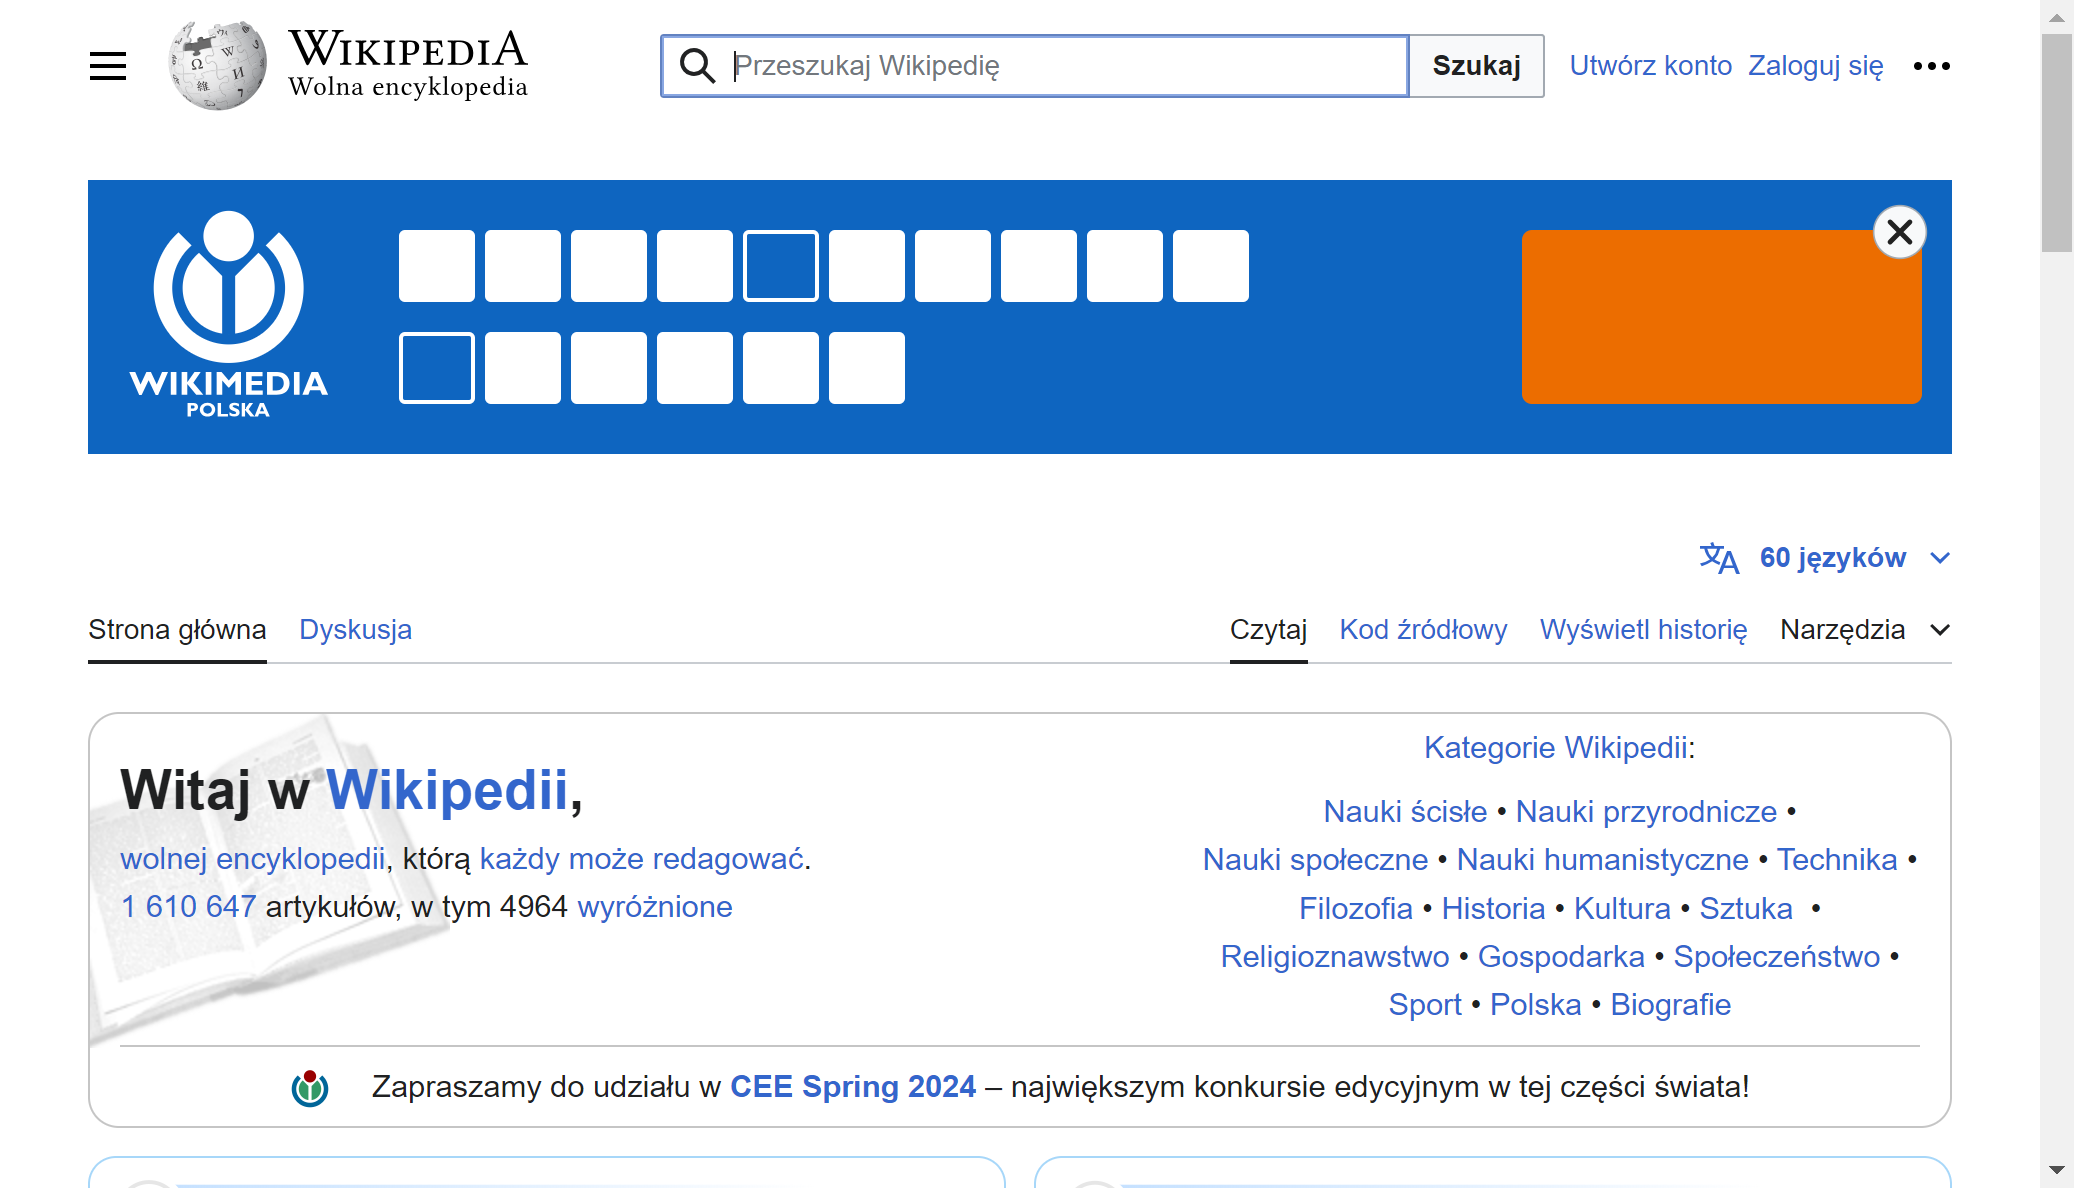 WIKIPEDIA
Wolna encyklopedia
Przeszukaj Wikipedię
Szukaj
Utwórz konto Zaloguj się
WIKIMEDIA
POLSKA
60 języków
Strona główna Dyskusja
Czytaj Kod źródłowy Wyświetl historię Narzędzia
Witaj w Wikipedii,
wolnej encyklopedii, którą każdy może redagować.
1 610 647 artykułów, w tym 4964 wyróżnione
Kategorie Wikipedii:
Nauki ścisłe • Nauki przyrodnicze •
Nauki społeczne • Nauki humanistyczne • Technika •
Filozofia • Historia • Kultura • Sztuka •
Religioznawstwo • Gospodarka • Społeczeństwo •
Sport • Polska • Biografie
Zapraszamy do udziału w CEE Spring 2024 – największym konkursie edycyjnym w tej części świata!